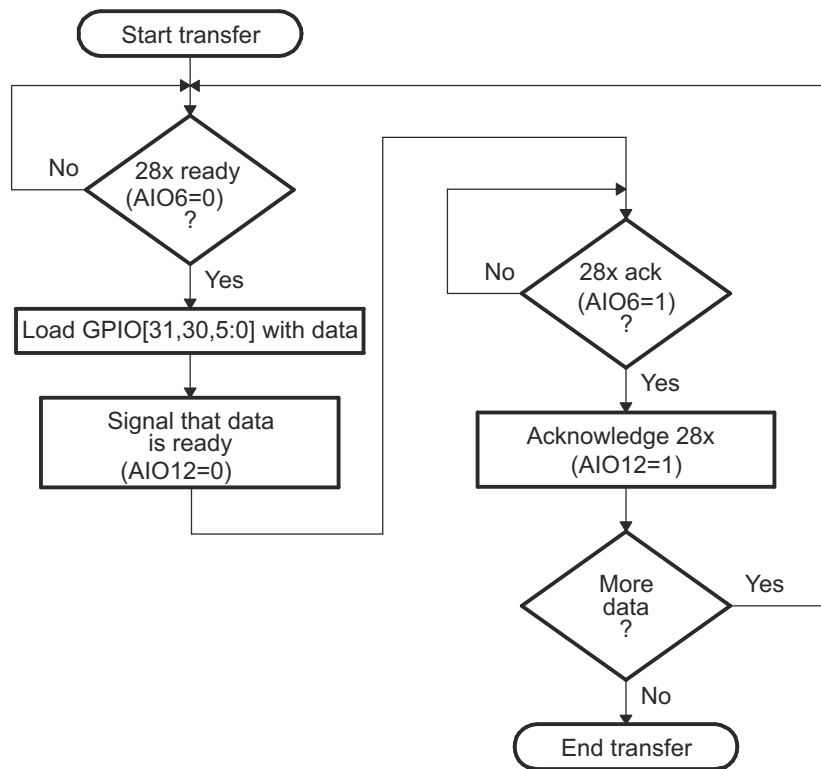 Start transfer
No
28x ready
(AIO6=0)
?
Yes
Load GPIO[31,30,5:0] with data
Signal that data
is ready
(AIO12=0)
No
28x ack
(AIO6=1)
?
Yes
Acknowledge 28x
(AIO12=1)
More
data
?
Yes
No
End transfer